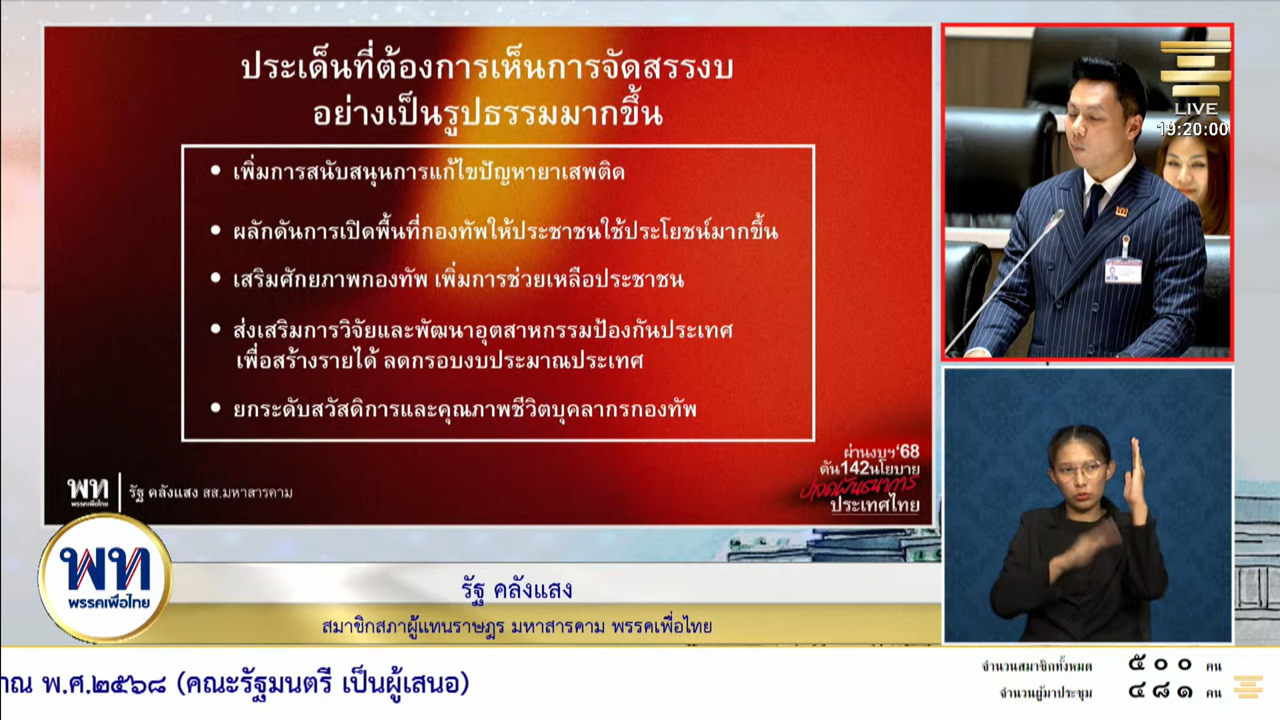 ประเด็นที่ต้องการเห็นการจัดสรรงบ
อย่างเป็นรูปธรรมมากขึ้น
• เพิ่มการสนับสนุนการแก้ไขปัญหายาเสพติด
• ผลักดันการเปิดพื้นที่กองทัพให้ประชาชนใช้ประโยชน์มากขึ้น
• เสริมศักยภาพกองทัพ เพิ่มการช่วยเหลือประชาชน
• ส่งเสริมการวิจัยและพัฒนาอุตสาหกรรมป้องกันประเทศ
เพื่อสร้างรายได้ ลดกรอบงบประมาณประเทศ
• ยกระดับสวัสดิการและคุณภาพชีวิตบุคลากรกองทัพ
พท
พรรคเพื่อไทย
รัฐ คลังแสง สส.มหาสารคาม
ผ่านงบฯ'68
ดัน142นโยบาย
ปลดพันธนาการ
ประเทศไทย
LIVE
19:20:00
พท
พรรคเพื่อไทย
รัฐ คลังแสง
สมาชิกสภาผู้แทนราษฎร มหาสารคาม พรรคเพื่อไทย
าณ พ.ศ.๒๕๖๘ (คณะรัฐมนตรี เป็นผู้เสนอ)
จำนวนสมาชิกทั้งหมด ๕๐๐ คน
จำนวนผู้มาประชุม ๔๘๑ คน